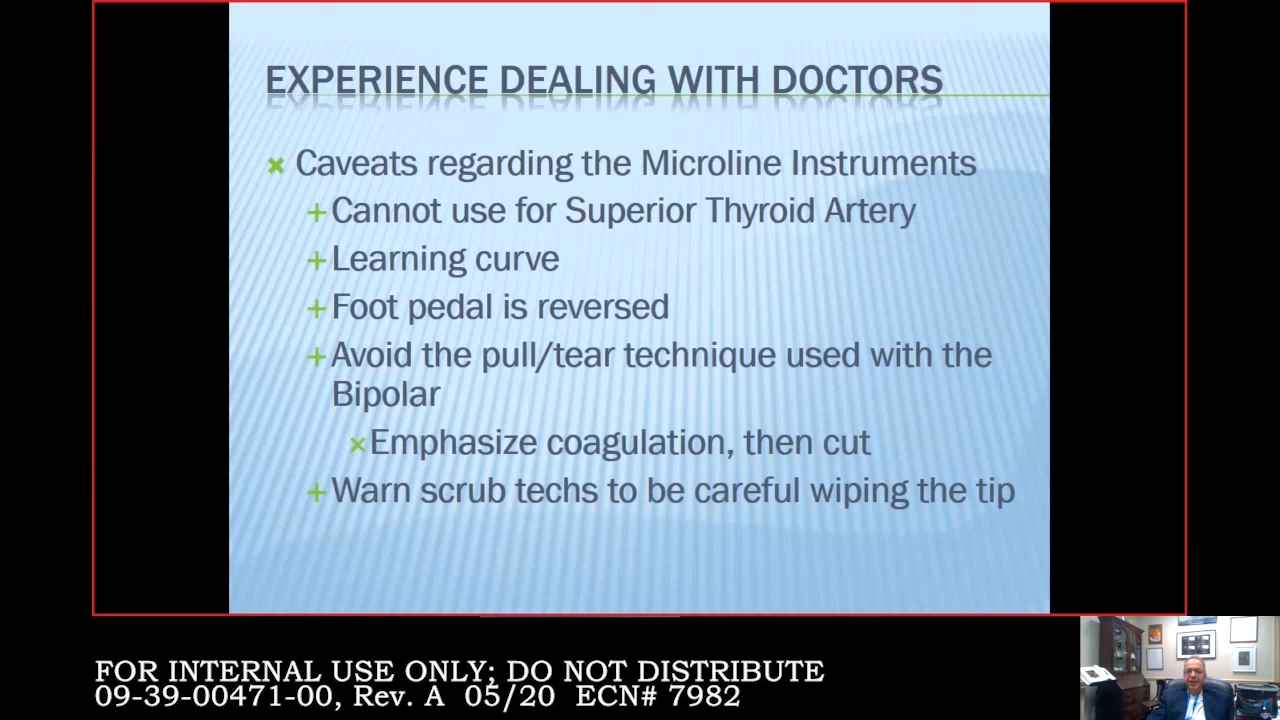 EXPERIENCE DEALING WITH DOCTORS
Caveats regarding the Microline Instruments
Cannot use for Superior Thyroid Artery
Learning curve
Foot pedal is reversed
Avoid the pull/tear technique used with the
Bipolar
Emphasize coagulation, then cut
Warn scrub techs to be careful wiping the tip
FOR INTERNAL USE ONLY; DO NOT DISTRIBUTE
09-39-00471-00, Rev. A 05/20 ECN# 7982